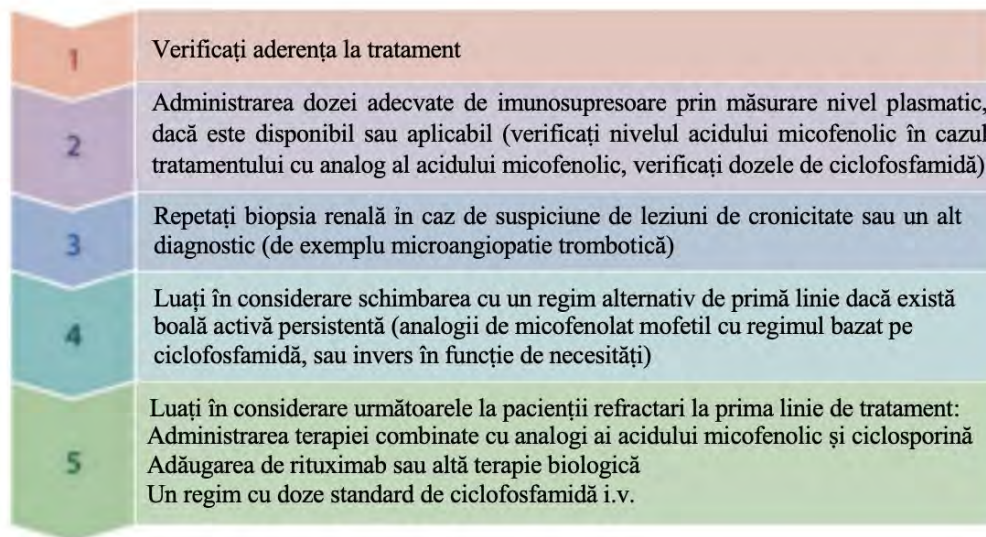 1
Verificați aderența la tratament
2
Administrarea dozei adecvate de imunosupresoare prin măsurare nivel plasmatic,
dacă este disponibil sau aplicabil (verificați nivelul acidului micofenolic în cazul
tratamentului cu analog al acidului micofenolic, verificați dozele de ciclofosfamidă)
3
Repetați biopsia renală in caz de suspiciune de leziuni de cronicitate sau un alt
diagnostic (de exemplu microangiopatie trombotică)
4
Luați în considerare schimbarea cu un regim alternativ de primă linie dacă există
boală activă persistentă (analogii de micofenolat mofetil cu regimul bazat pe
ciclofosfamidă, sau invers în funcție de necesități)
5
Luați în considerare următoarele la pacienții refractari la prima linie de tratament:
Administrarea terapiei combinate cu analogi ai acidului micofenolic și ciclosporină
Adăugarea de rituximab sau altă terapie biologică
Un regim cu doze standard de ciclofosfamidă i.v.